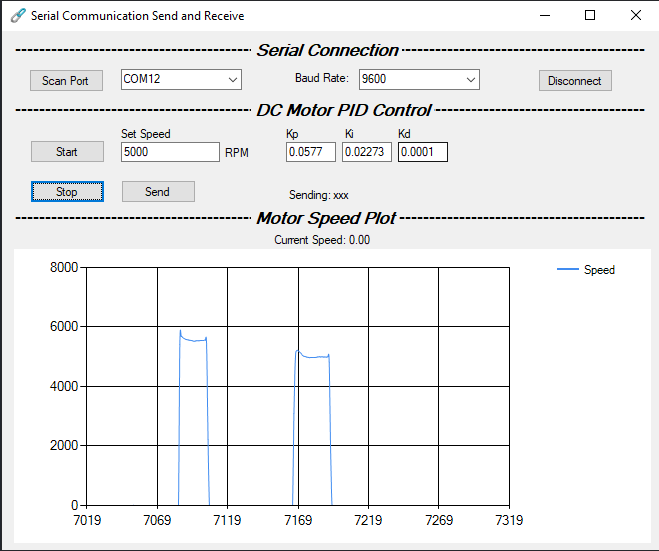 Serial Communication Send and Receive
Serial Connection
Scan Port COM12 Baud Rate: 9600 Disconnect
DC Motor PID Control
Set Speed Kp Ki Kd
Start 5000 RPM 0.0577 0.02273 0.0001
Stop Send Sending: xxx
Motor Speed Plot
Current Speed: 0.00
8000
Speed
6000
4000
2000
0
7019 7069 7119 7169 7219 7269 7319